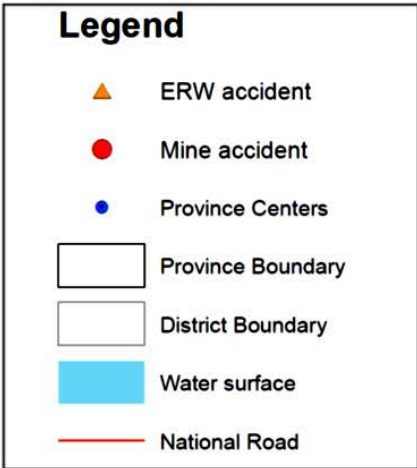 Legend
ERW accident
Mine accident
Province Centers
Province Boundary
District Boundary
Water surface
National Road